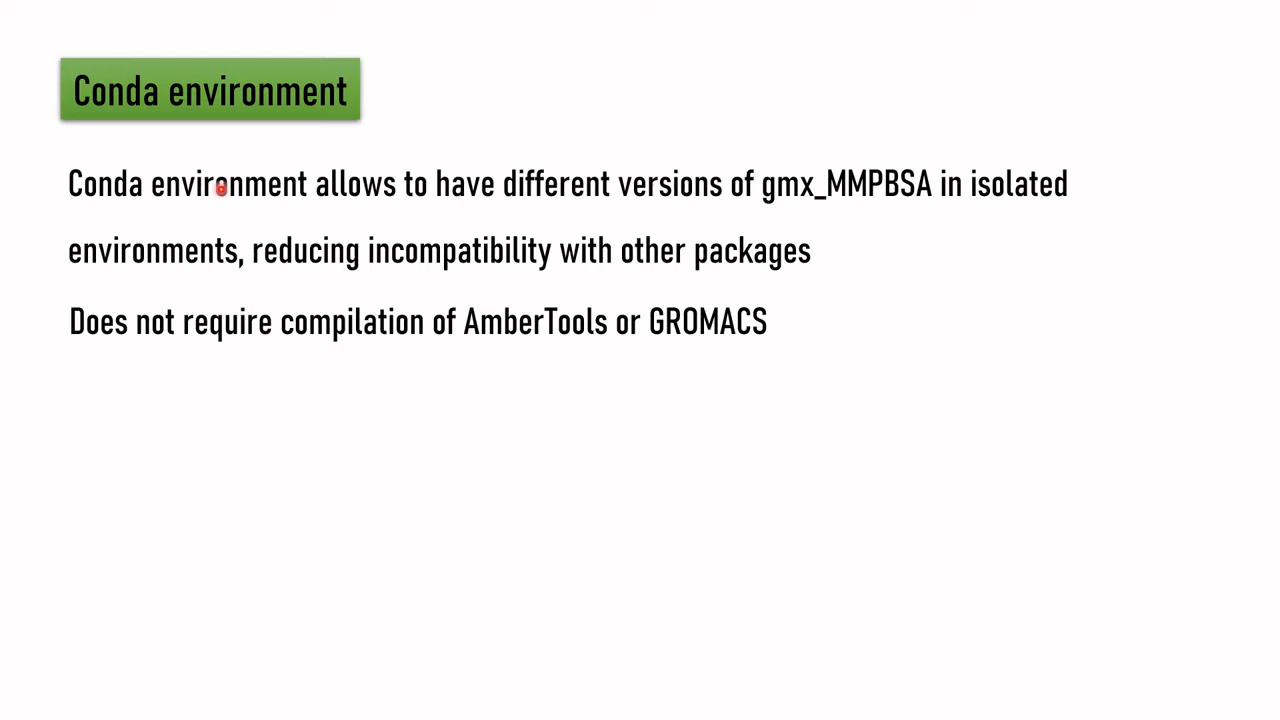 Conda environment
Conda environment allows to have different versions of gmx_MMPBSA in isolated
environments, reducing incompatibility with other packages
Does not require compilation of AmberTools or GROMACS